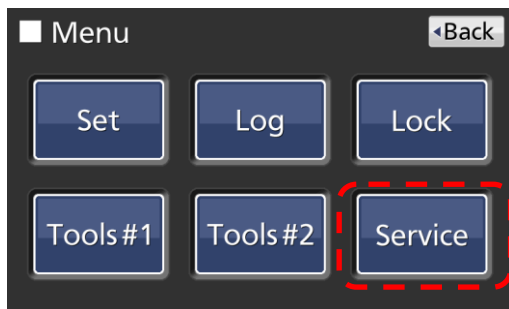 Menu
◂Back
Set
Log
Lock
Tools#1
Tools#2
Service